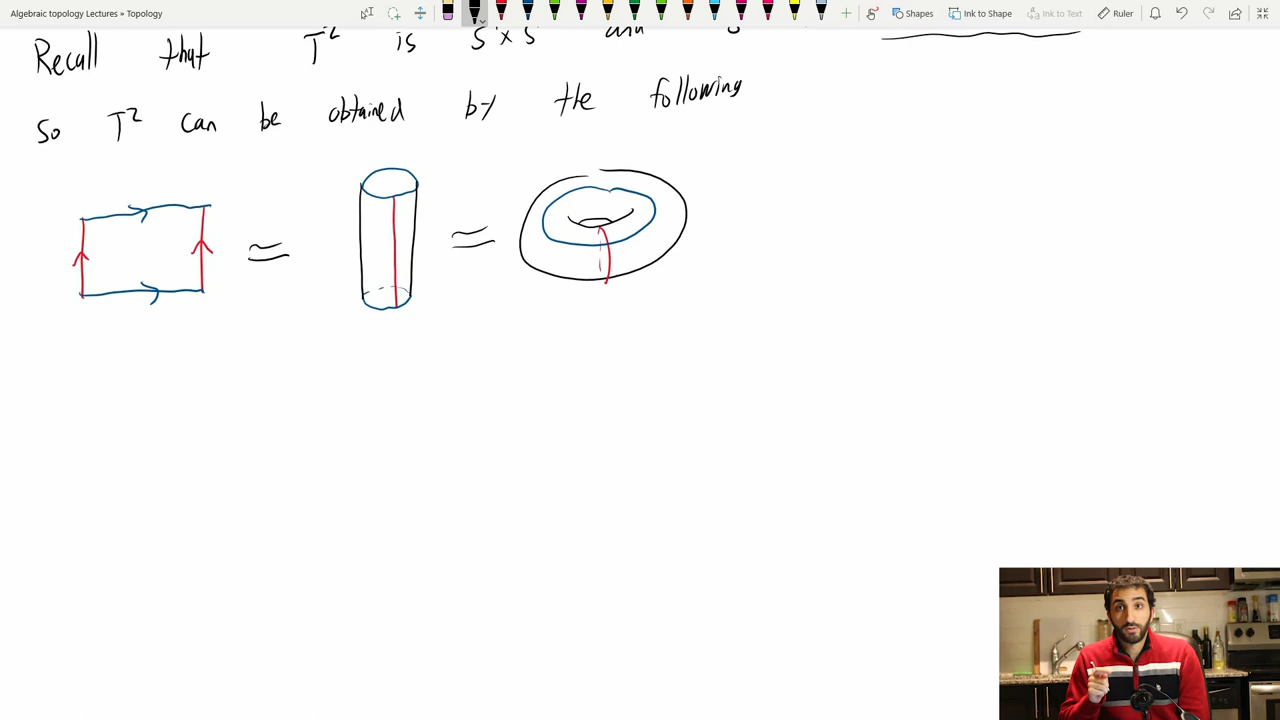 Algebraic topology Lectures » Topology
Shapes Ink to Shape Ink to Text Ruler
Recall that T² is S¹×S¹ and
So T² can be obtained by the following